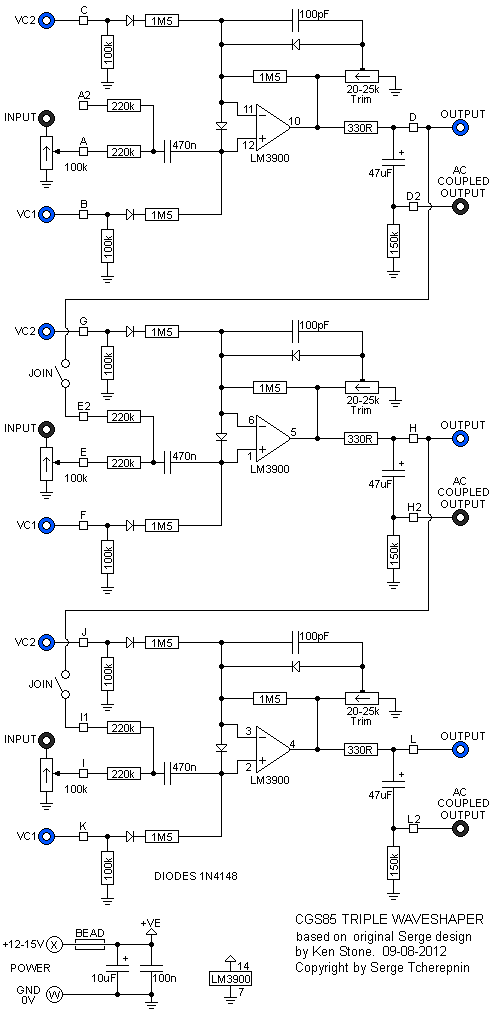 C
VC2
1M5
100pF
100k
A2
1M5
20-25k
Trim
INPUT
220k
11
10
D
OUTPUT
A
470n
12
330R
220k
LM3900
100k
47uF
AC
COUPLED
OUTPUT
B
D2
VC1
1M5
100k
150k
G
VC2
1M5
100pF
100k
JOIN
E2
1M5
20-25k
Trim
INPUT
220k
6
5
H
OUTPUT
E
470n
1
330R
220k
LM3900
100k
47uF
AC
COUPLED
OUTPUT
F
H2
VC1
1M5
100k
150k
J
VC2
1M5
100pF
100k
JOIN
I1
1M5
20-25k
Trim
INPUT
220k
3
4
L
OUTPUT
I
470n
2
330R
220k
LM3900
100k
47uF
AC
COUPLED
OUTPUT
K
L2
VC1
1M5
100k
150k
DIODES 1N4148
+VE
BEAD
+12-15V
X
POWER
10uF
100n
GND
0V
W
14
LM3900
7
CGS85 TRIPLE WAVESHAPER
based on original Serge design
by Ken Stone. 09-08-2012
Copyright by Serge Tcherepnin